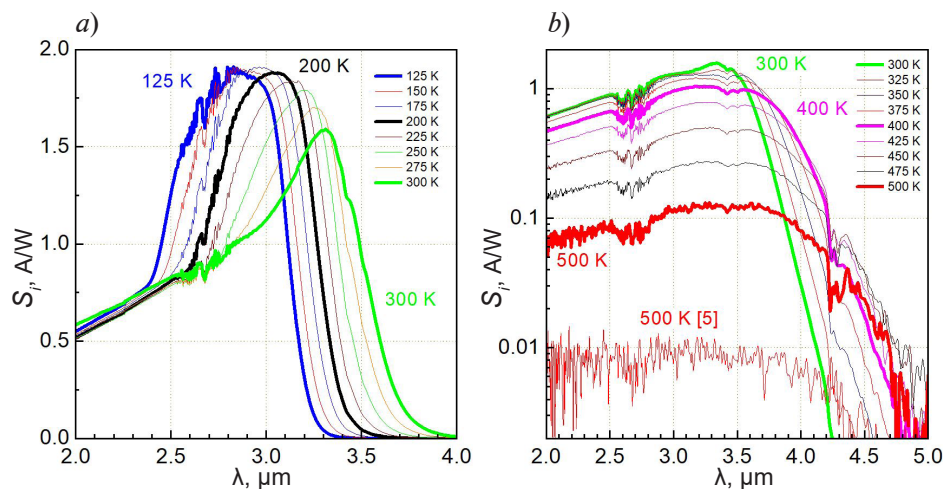 a)
125 K
200 K
125 K
150 K
175 K
200 K
225 K
250 K
275 K
300 K
300 K
S_i, A/W
2.0
1.5
1.0
0.5
0.0
2.0 2.5 3.0 3.5 4.0
λ, µm
b)
300 K
400 K
300 K
325 K
350 K
375 K
400 K
425 K
450 K
475 K
500 K
500 K
500 K [5]
S_i, A/W
1
0.1
0.01
2.0 2.5 3.0 3.5 4.0 4.5 5.0
λ, µm